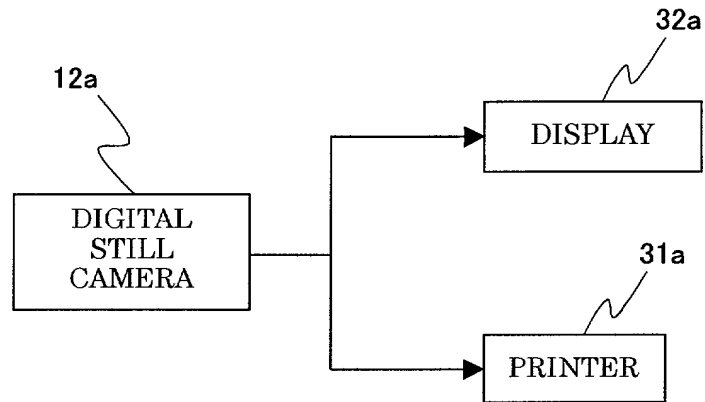 32a
12a
DISPLAY
DIGITAL
STILL
CAMERA
31a
PRINTER